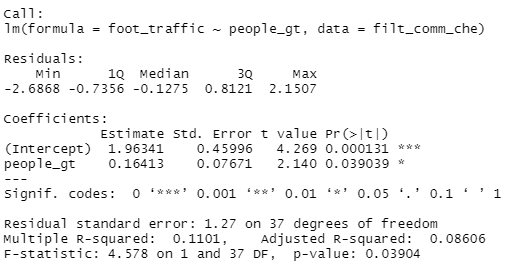 Call:
lm(formula = foot_traffic ~ people_gt, data = filt_comm_che)
Residuals:
    Min      1Q  Median      3Q     Max
-2.6868 -0.7356 -0.1275  0.8121  2.1507
Coefficients:
            Estimate Std. Error t value Pr(>|t|)
(Intercept)  1.96341    0.45996   4.269 0.000131 ***
people_gt    0.16413    0.07671   2.140 0.039039 *
---
Signif. codes:  0 ‘***’ 0.001 ‘**’ 0.01 ‘*’ 0.05 ‘.’ 0.1 ‘ ’ 1
Residual standard error: 1.27 on 37 degrees of freedom
Multiple R-squared:  0.1101,    Adjusted R-squared:  0.08606
F-statistic: 4.578 on 1 and 37 DF,  p-value: 0.03904